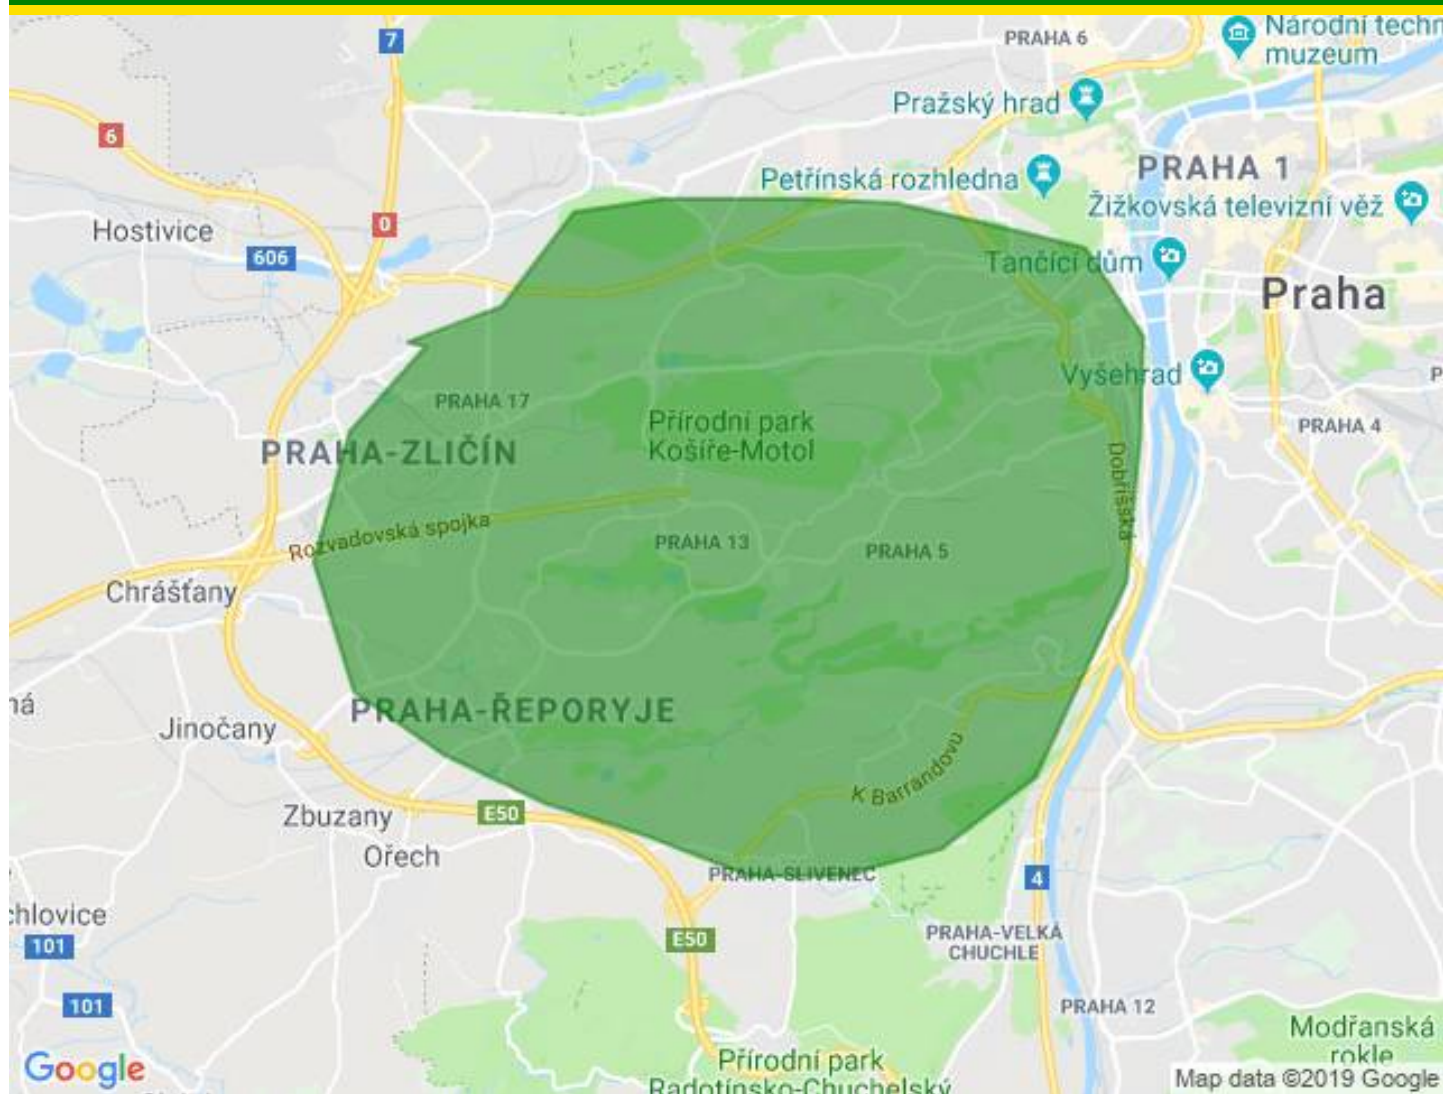 7
PRAHA 6
Národní techn
muzeum
Pražský hrad
6
PRAHA 1
Petřínská rozhledna
Žižkovská televizní věž
0
Hostivice
606
Tančící dům
Praha
Vyšehrad
P
PRAHA 17
Přírodní park
Košíře-Motol
PRAHA 4
PRAHA-ZLIČÍN
Dobříšská
Rozvadovská spojka
PRAHA 13
PRAHA 5
Chrášťany
ná
PRAHA-ŘEPORYJE
Jinočany
K Barrandovu
Zbuzany
E50
Ořech
PRAHA-SLIVENEC
4
chlovice
101
E50
PRAHA-VELKÁ
CHUCHLE
101
PRAHA 12
Modřanská
rokle
Google
Přírodní park
Radotínsko-Chuchelský
Map data ©2019 Google